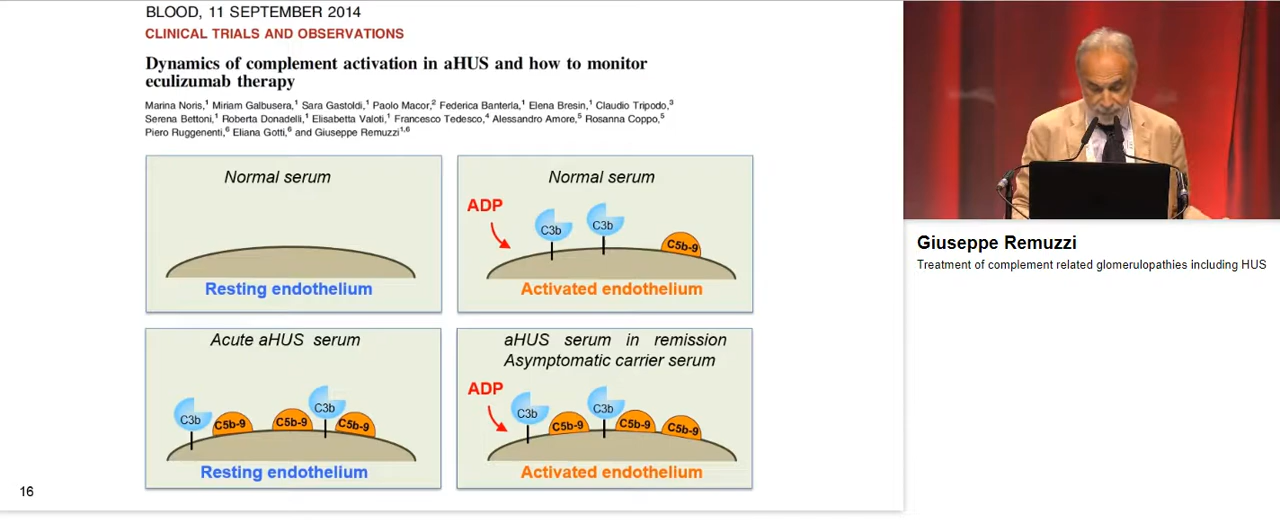 BLOOD, 11 SEPTEMBER 2014
CLINICAL TRIALS AND OBSERVATIONS
Dynamics of complement activation in aHUS and how to monitor
eculizumab therapy
Marina Noris,1 Miriam Galbusera,1 Sara Gastoldi,1 Paolo Macor,2 Federica Banterla,1 Elena Bresin,1 Claudio Tripodo,3
Serena Bettoni,1 Roberta Donadelli,1 Elisabetta Valoti,1 Francesco Tedesco,4 Alessandro Amore,5 Rosanna Coppo,5
Piero Ruggenenti,6 Eliana Gotti,6 and Giuseppe Remuzzi1,6
Normal serum
Resting endothelium
Normal serum
ADP
C3b
C3b
C5b-9
Activated endothelium
Acute aHUS serum
C3b
C5b-9
C5b-9
C3b
C5b-9
Resting endothelium
aHUS serum in remission
Asymptomatic carrier serum
ADP
C3b
C5b-9
C3b
C5b-9
C5b-9
Activated endothelium
16
Giuseppe Remuzzi
Treatment of complement related glomerulopathies including HUS